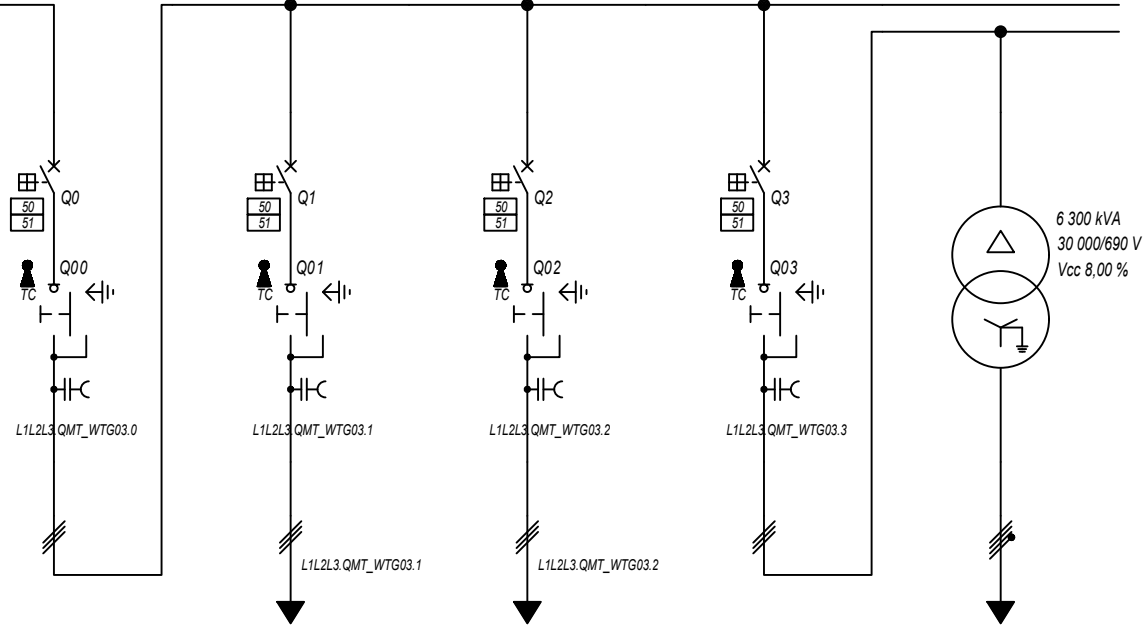 Q0
50
51
Q00
TC
L1L2L3.QMT_WTG03.0
Q1
50
51
Q01
TC
L1L2L3.QMT_WTG03.1
L1L2L3.QMT_WTG03.1
Q2
50
51
Q02
TC
L1L2L3.QMT_WTG03.2
L1L2L3.QMT_WTG03.2
Q3
50
51
Q03
TC
L1L2L3.QMT_WTG03.3
6 300 kVA
30 000/690 V
Vcc 8,00 %